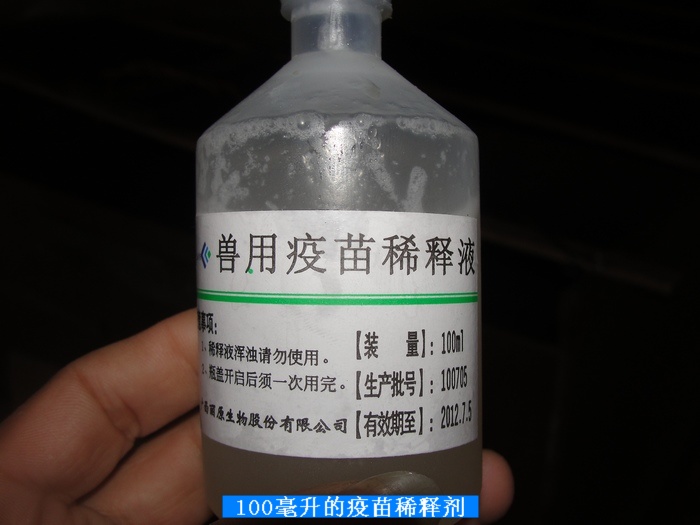 兽用疫苗稀释液
意事项:
、稀释液浑浊请勿使用。
、瓶盖开启后须一次用完。
原生物股份有限公司
【装 量】: 100ml
【生产批号】: 100705
【有效期至】: 2012.7.5
100毫升的疫苗稀释剂